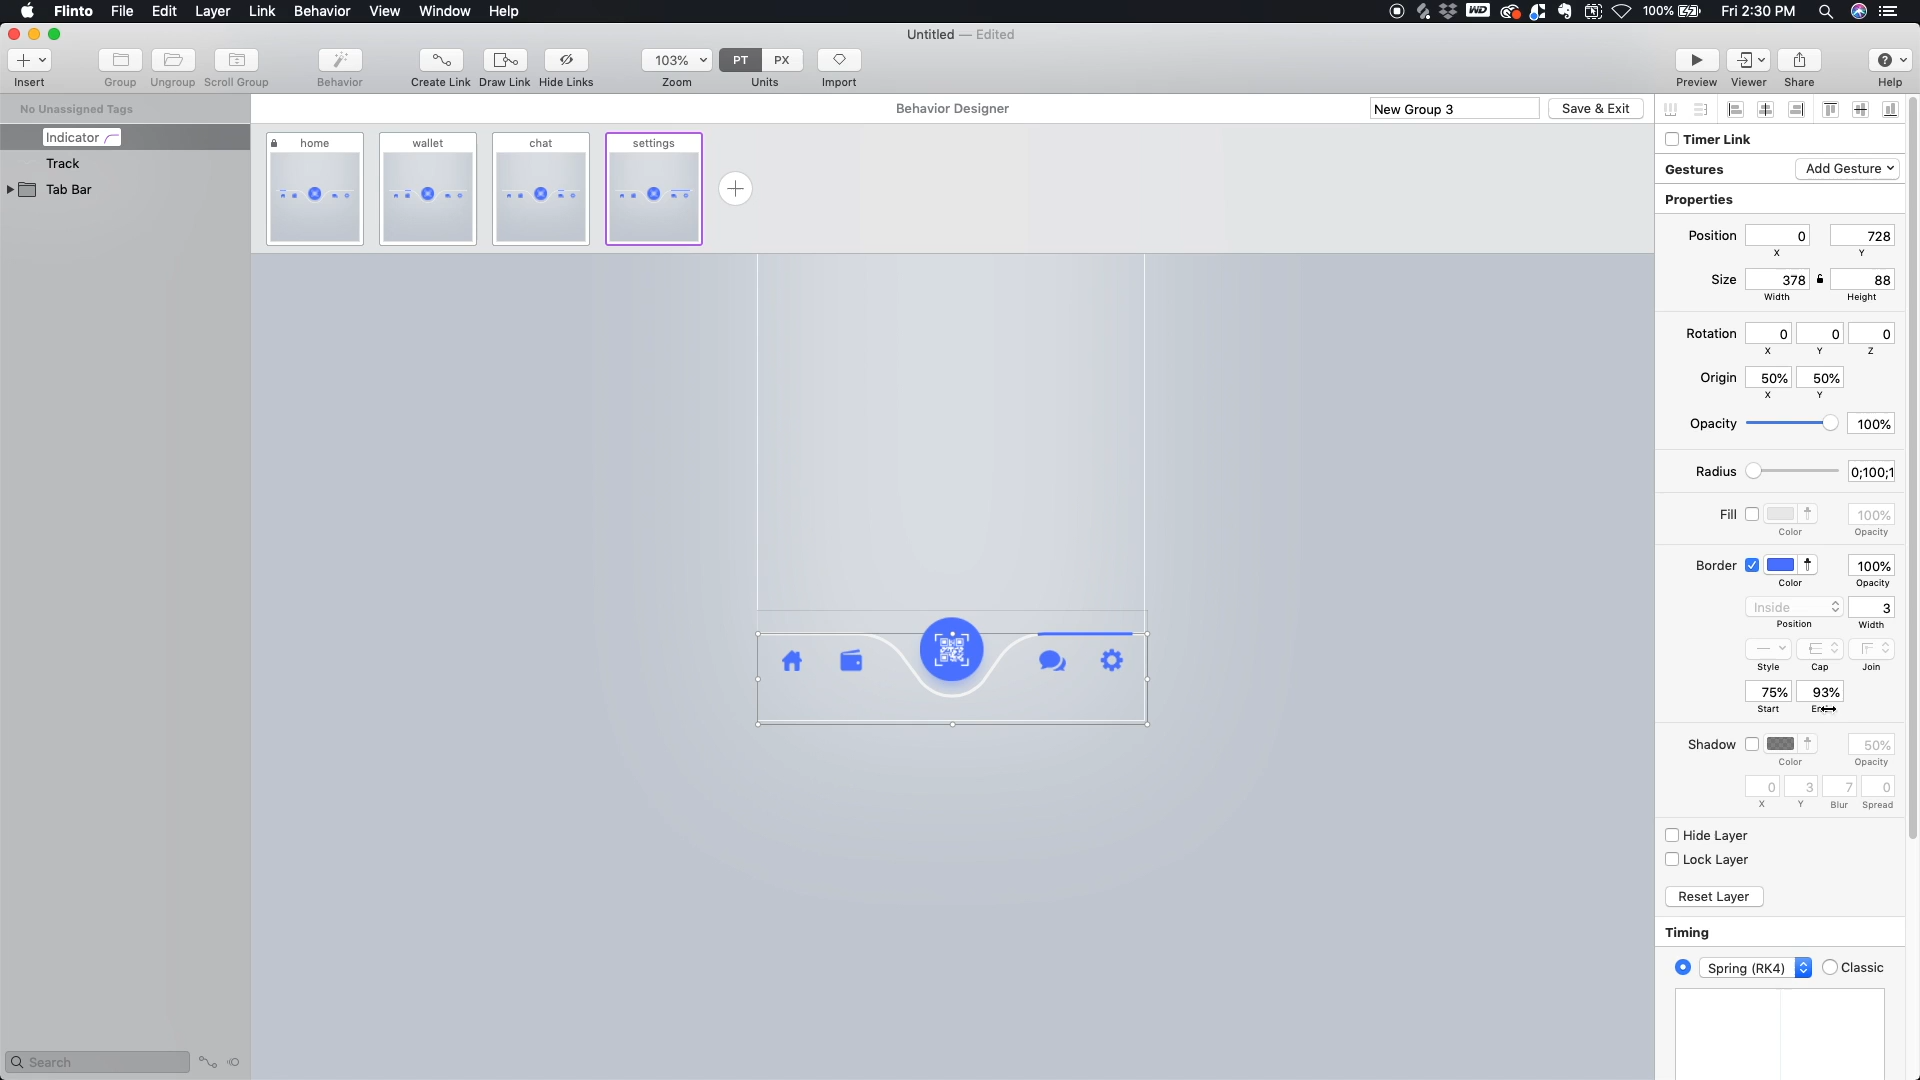 Flinto File Edit Layer Link Behavior View Window Help
WD 100% Fri 2:30 PM
Untitled — Edited
Insert Group Ungroup Scroll Group Behavior Create Link Draw Link Hide Links
103% Zoom
PT PX Units
Import
Preview Viewer Share Help
No Unassigned Tags
Behavior Designer
New Group 3
Save & Exit
Indicator
Track
Tab Bar
home wallet chat settings
Timer Link
Gestures Add Gesture
Properties
Position 0 728
X Y
Size 378 88
Width Height
Rotation 0 0 0
X Y Z
Origin 50% 50%
X Y
Opacity 100%
Radius 0;100;1
Fill 100%
Color Opacity
Border 100%
Color Opacity
Inside 3
Position Width
Style Cap Join
75% 93%
Start
Shadow 50%
Color Opacity
0 3 7 0
X Y Blur Spread
Hide Layer
Lock Layer
Reset Layer
Timing
Spring (RK4) Classic
Search